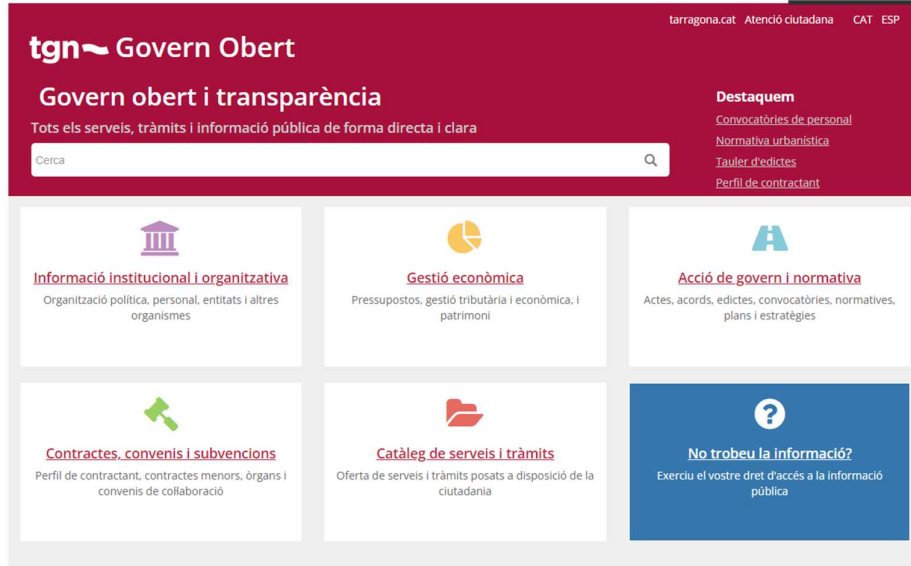 tarragona.cat Atenció ciutadana CAT ESP
tgn Govern Obert
Govern obert i transparència
Tots els serveis, tràmits i informació pública de forma directa i clara
Cerca
Destaquem
Convocatòries de personal
Normativa urbanística
Tauler d'edictes
Perfil de contractant
Informació institucional i organitzativa
Organització política, personal, entitats i altres
organismes
Gestió econòmica
Pressupostos, gestió tributària i econòmica, i
patrimoni
Acció de govern i normativa
Actes, acords, edictes, convocatòries, normatives,
plans i estratègies
Contractes, convenis i subvencions
Perfil de contractant, contractes menors, òrgans i
convenis de collaboració
Catàleg de serveis i tràmits
Oferta de serveis i tràmits posats a disposició de la
ciutadania
No trobeu la informació?
Exerciu el vostre dret d'accés a la informació
pública